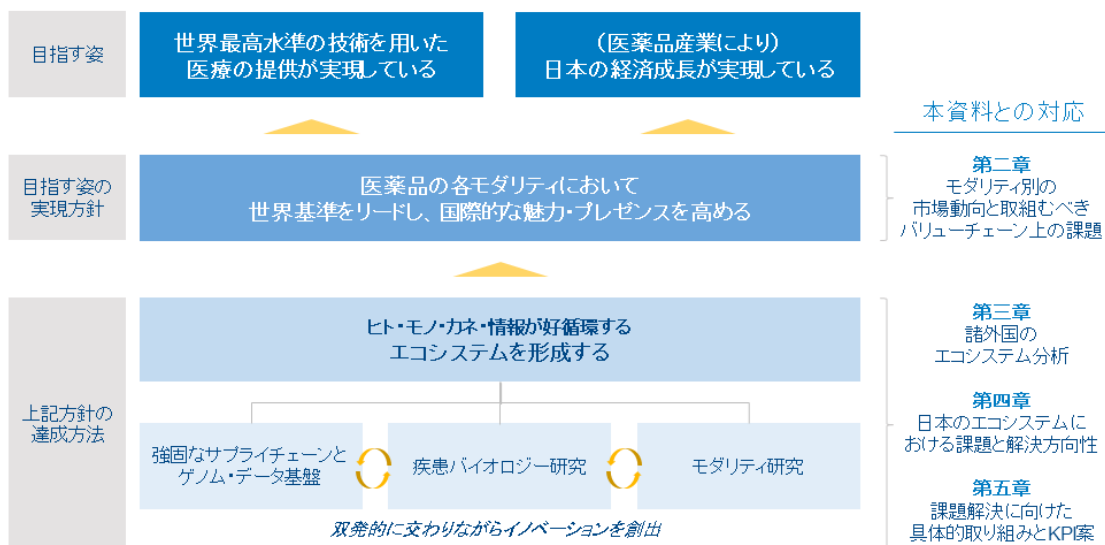 目指す姿
世界最高水準の技術を用いた
医療の提供が実現している
(医薬品産業により)
日本の経済成長が実現している
本資料との対応
目指す姿の
実現方針
医薬品の各モダリティにおいて
世界基準をリードし、国際的な魅力・プレゼンスを高める
第二章
モダリティ別の
市場動向と取組むべき
バリューチェーン上の課題
上記方針の
達成方法
ヒト・モノ・カネ・情報が好循環する
エコシステムを形成する
強固なサプライチェーンと
ゲノム・データ基盤
疾患バイオロジー研究
モダリティ研究
双発的に交わりながらイノベーションを創出
第三章
諸外国の
エコシステム分析
第四章
日本のエコシステムに
おける課題と解決方向性
第五章
課題解決に向けた
具体的取り組みとKPI案